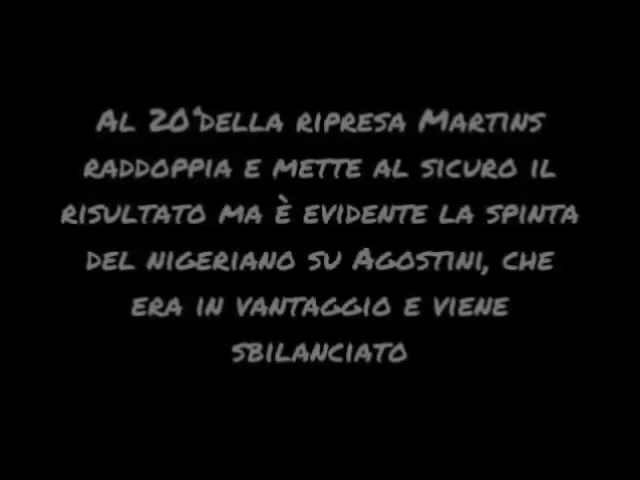 Al 20'della ripresa Martins
raddoppia e mette al sicuro il
risultato ma è evidente la spinta
del nigeriano su Agostini, che
era in vantaggio e viene
sbilanciato